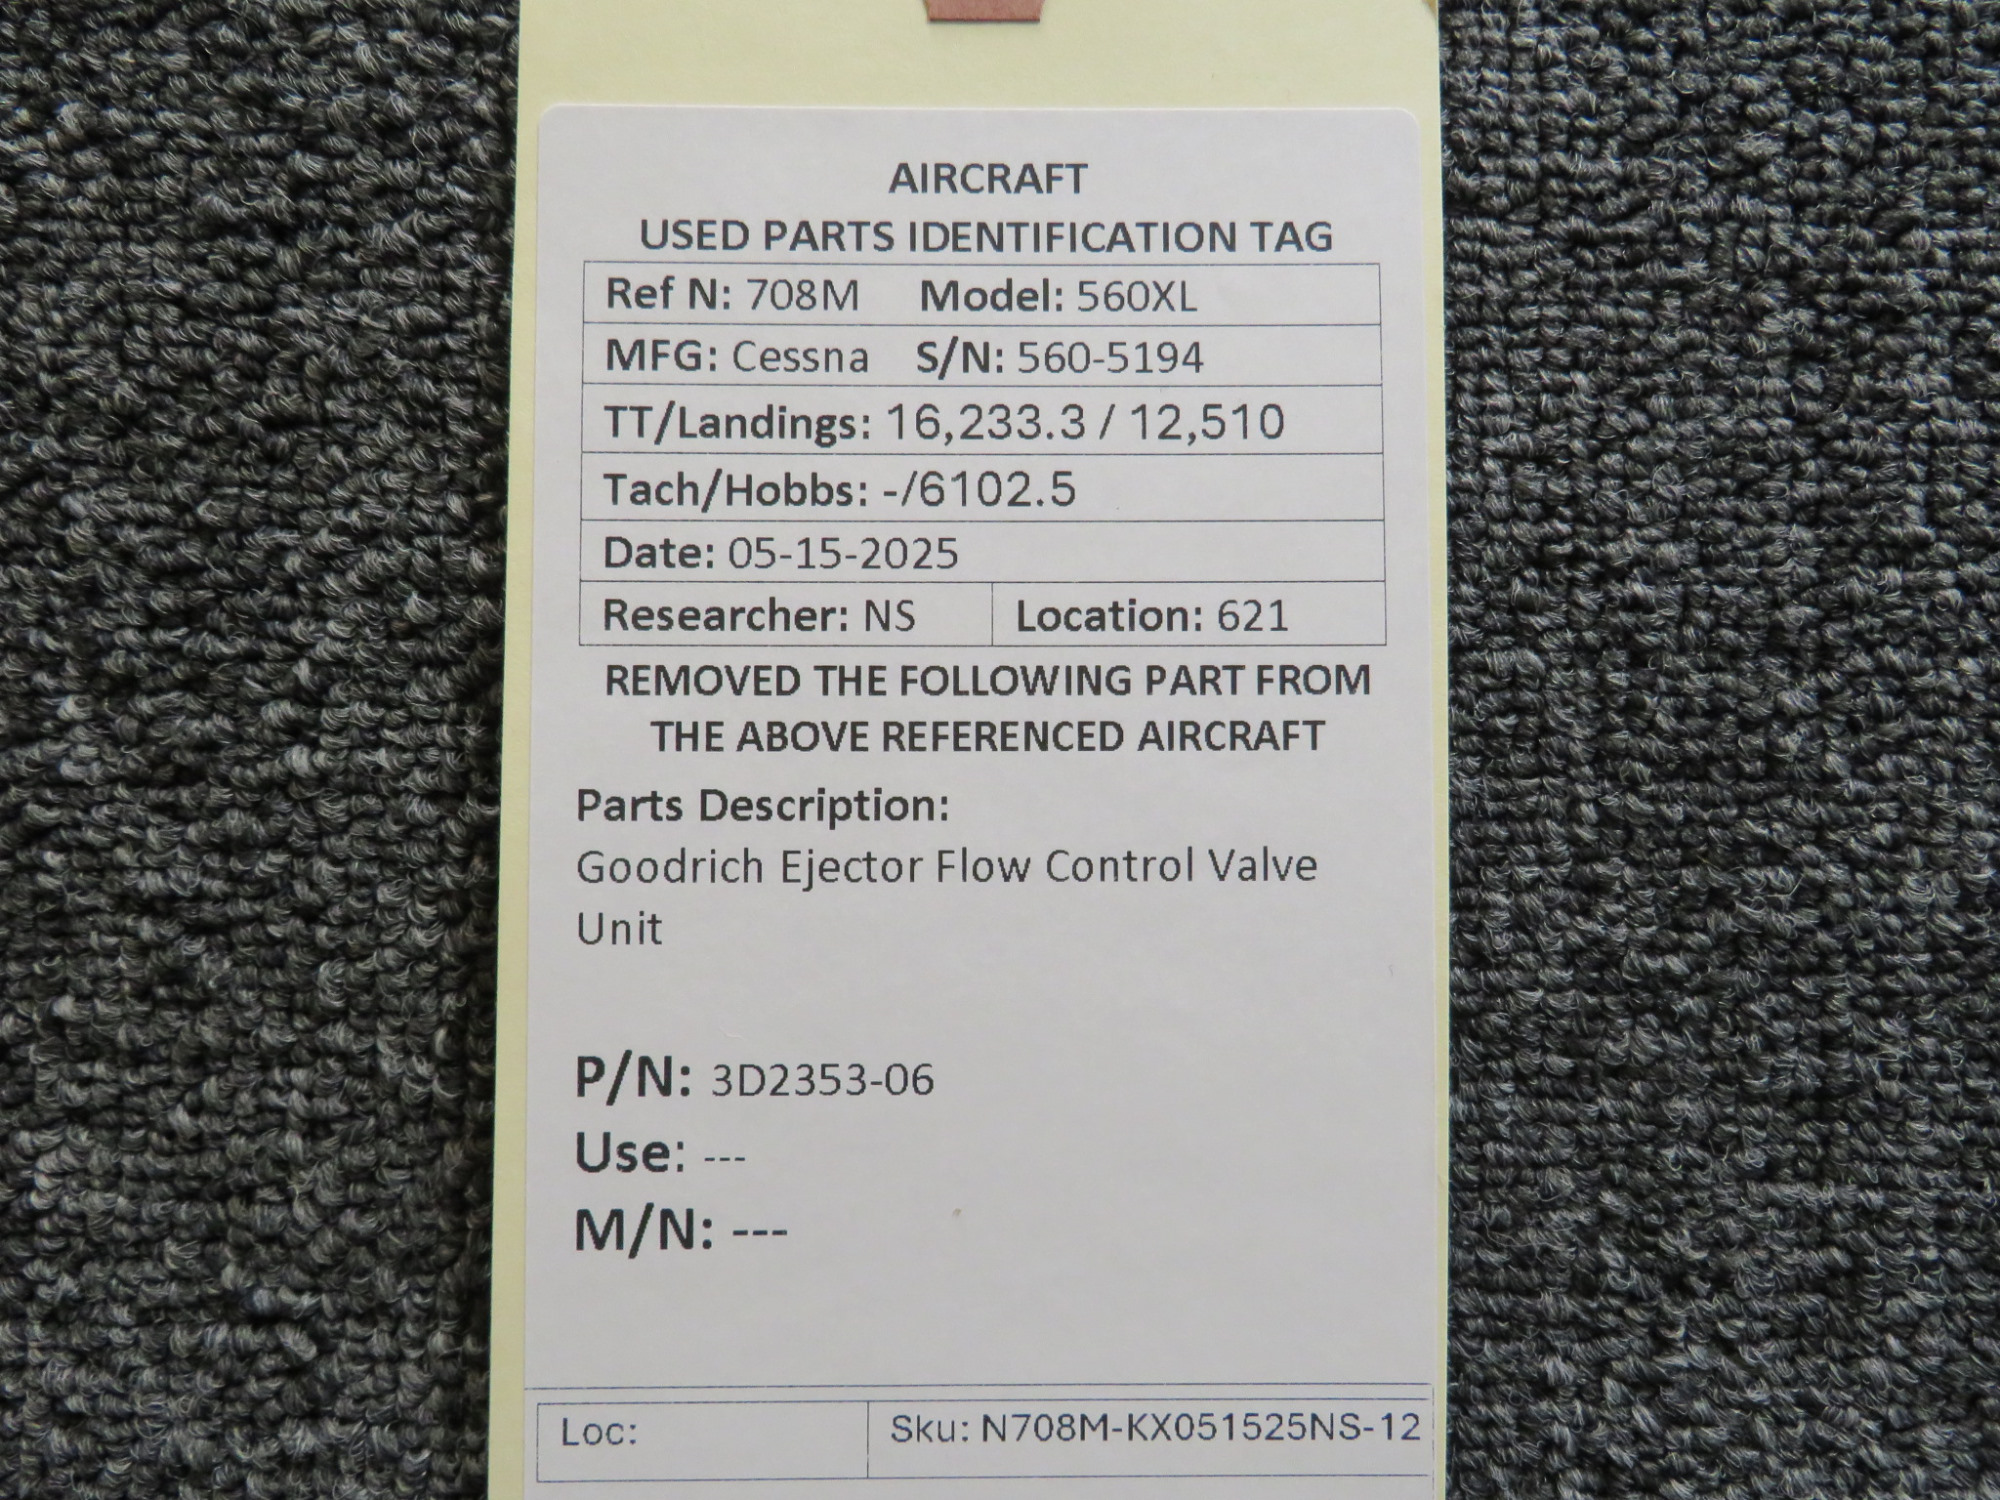 AIRCRAFT
USED PARTS IDENTIFICATION TAG
Ref N: 708M Model: 560XL
MFG: Cessna S/N: 560-5194
TT/Landings: 16,233.3 / 12,510
Tach/Hobbs: -/6102.5
Date: 05-15-2025
Researcher: NS Location: 621
REMOVED THE FOLLOWING PART FROM
THE ABOVE REFERENCED AIRCRAFT
Parts Description:
Goodrich Ejector Flow Control Valve
Unit
P/N: 3D2353-06
Use: ---
M/N: ---
Loc: Sku: N708M-KX051525NS-12